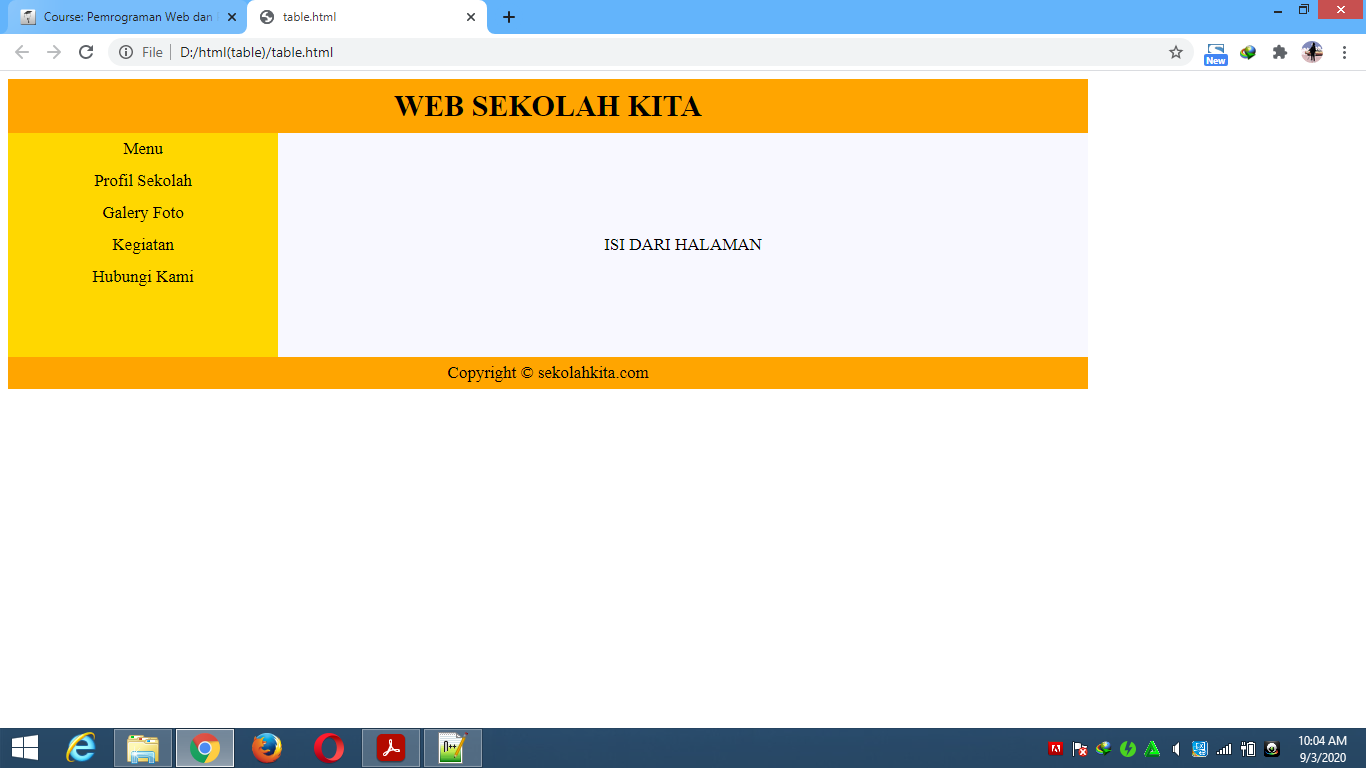 Course: Pemrograman Web dan
table.html
File
D:/html(table)/table.html
New
WEB SEKOLAH KITA
Menu
Profil Sekolah
Galery Foto
Kegiatan
Hubungi Kami
ISI DARI HALAMAN
Copyright © sekolahkita.com
10:04 AM
9/3/2020